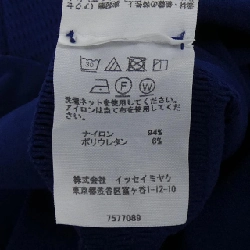 洗濯ネットを使用してください
アイロンは当て布を使用してくだ
さい
ナイロン 94%
ポリウレタン 6%
株式会社 イッセイミヤケ
東京都渋谷区富ヶ谷1-12-10
7577089